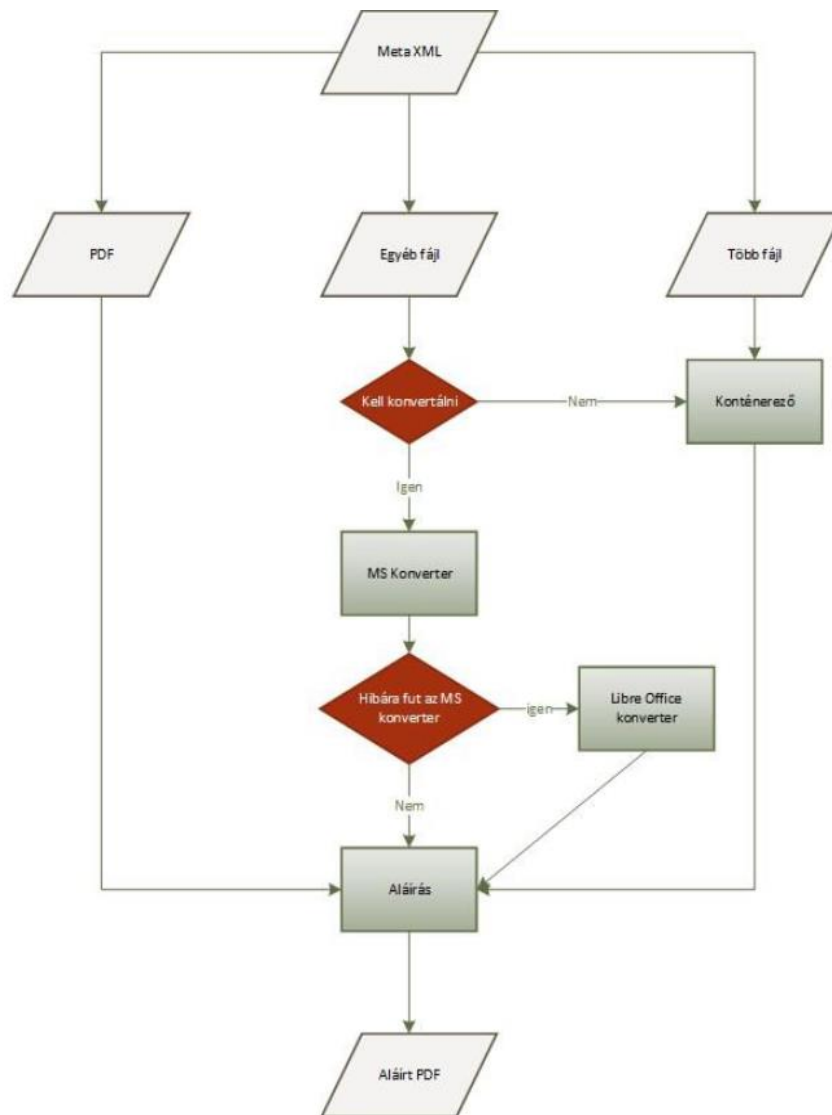 Meta XML
PDF
Egyéb fájl
Több fájl
Kell konvertálni
Nem
Konténerező
Igen
MS Konverter
Hibára fut az MS
konverter
igen
Libre Office
konverter
Nem
Aláírás
Aláírt PDF